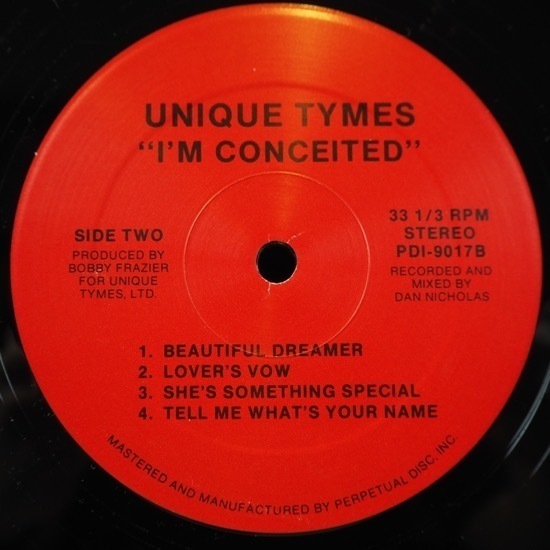 UNIQUE TYMES
"I'M CONCEITED"
SIDE TWO
PRODUCED BY
BOBBY FRAZIER
FOR UNIQUE
TYMES, LTD.
33 1/3 RPM
STEREO
PDI-9017B
RECORDED AND
MIXED BY
DAN NICHOLAS
1. BEAUTIFUL DREAMER
2. LOVER'S VOW
3. SHE'S SOMETHING SPECIAL
4. TELL ME WHAT'S YOUR NAME
MASTERED AND MANUFACTURED BY PERPETUAL DISC, INC.